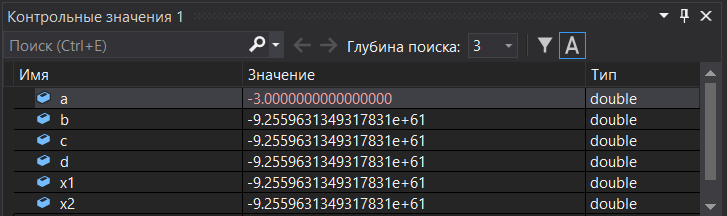 Контрольные значения 1
Поиск (Ctrl+E) Глубина поиска: 3 A
Имя Значение Тип
a -3.0000000000000000 double
b -9.2559631349317831e+61 double
c -9.2559631349317831e+61 double
d -9.2559631349317831e+61 double
x1 -9.2559631349317831e+61 double
x2 -9.2559631349317831e+61 double